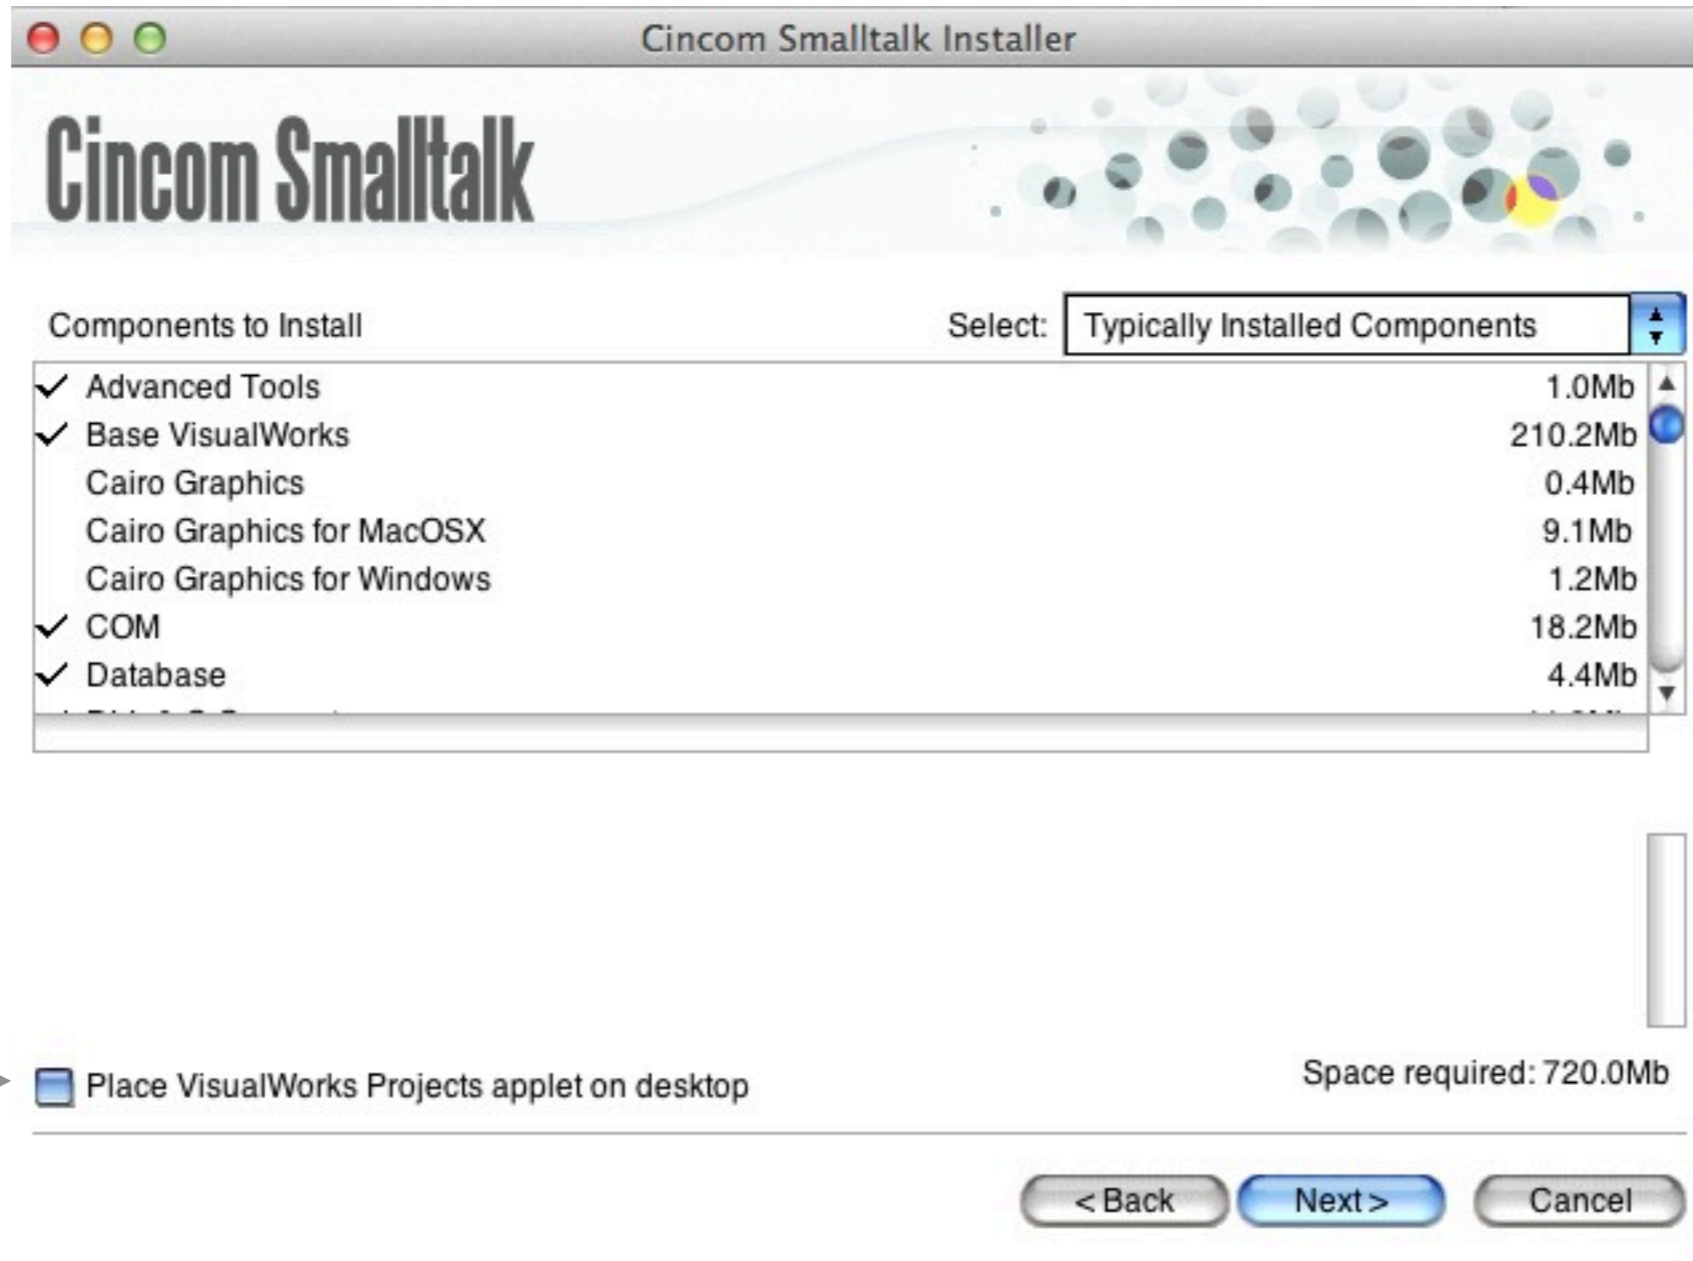 Cincom Smalltalk Installer
Cincom Smalltalk
Components to Install Select: Typically Installed Components
Advanced Tools 1.0Mb
Base VisualWorks 210.2Mb
Cairo Graphics 0.4Mb
Cairo Graphics for MacOSX 9.1Mb
Cairo Graphics for Windows 1.2Mb
COM 18.2Mb
Database 4.4Mb
Place VisualWorks Projects applet on desktop Space required: 720.0Mb
< Back Next > Cancel